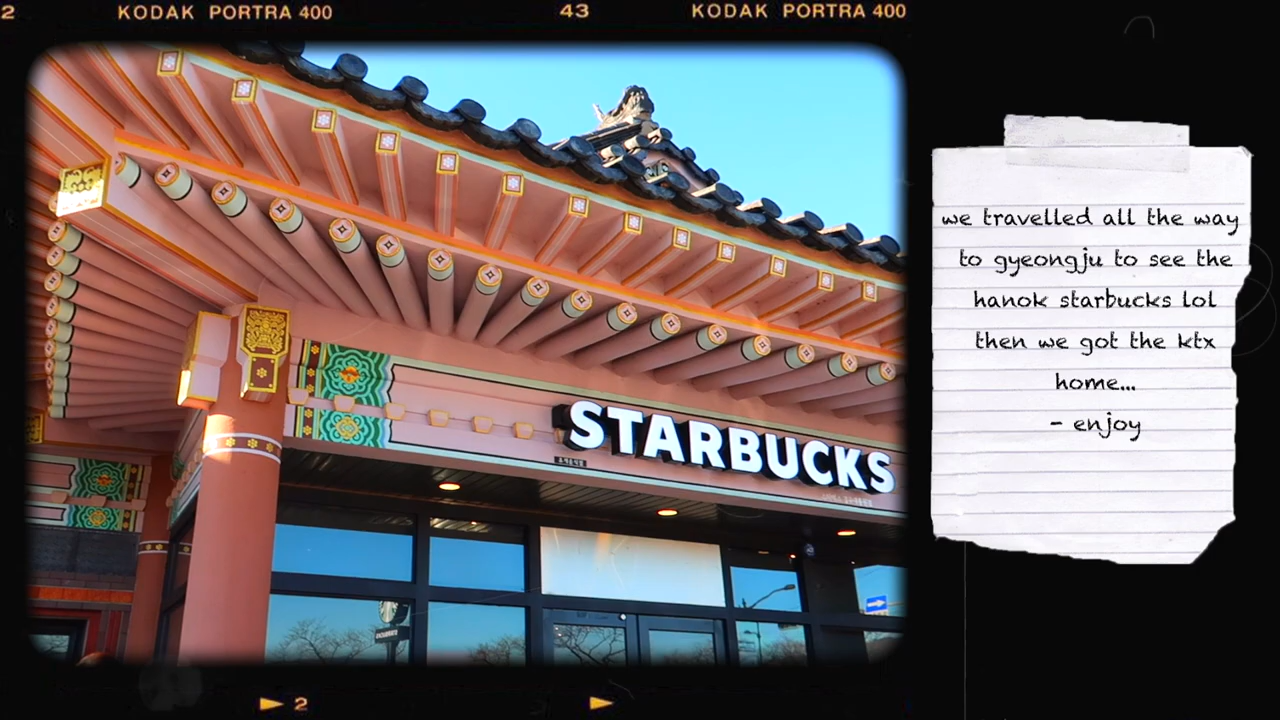 2
KODAK PORTRA 400
43
KODAK PORTRA 400
STARBUCKS
we travelled all the way
to gyeongju to see the
hanok starbucks lol
then we got the ktx
home...
- enjoy
2